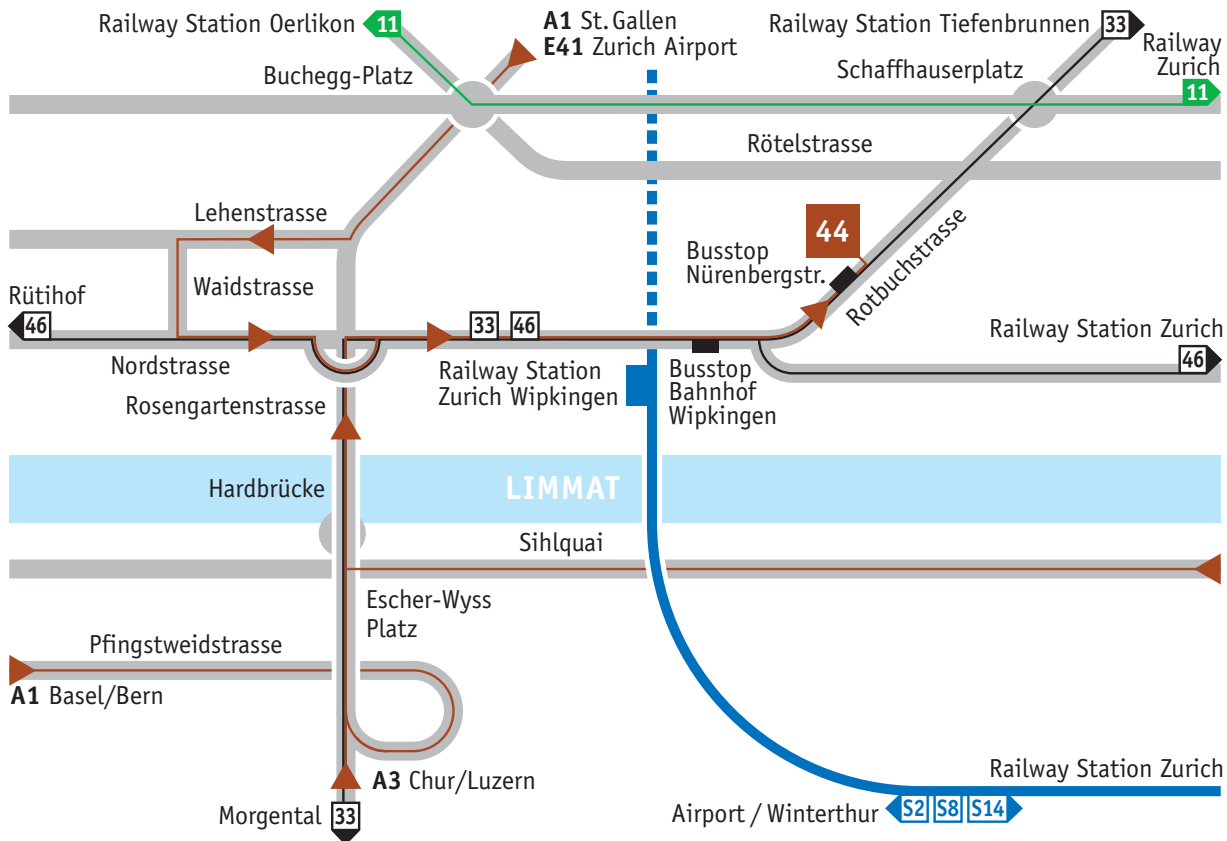 Railway Station Oerlikon
11
A1 St. Gallen
E41 Zurich Airport
Railway Station Tiefenbrunnen
33
Railway
Zurich
11
Buchegg-Platz
Schaffhauserplatz
Rötelstrasse
Lehenstrasse
44
Busstop
Nürenbergstr.
Rotbuchstrasse
Waidstrasse
Rütihof
46
33
46
Railway Station Zurich
46
Nordstrasse
Railway Station
Zurich Wipkingen
Busstop
Bahnhof
Wipkingen
Rosengartenstrasse
Hardbrücke
LIMMAT
Sihlquai
Escher-Wyss
Platz
Pfingstweidstrasse
A1 Basel/Bern
A3 Chur/Luzern
Railway Station Zurich
Morgental
33
Airport / Winterthur
S2
S8
S14